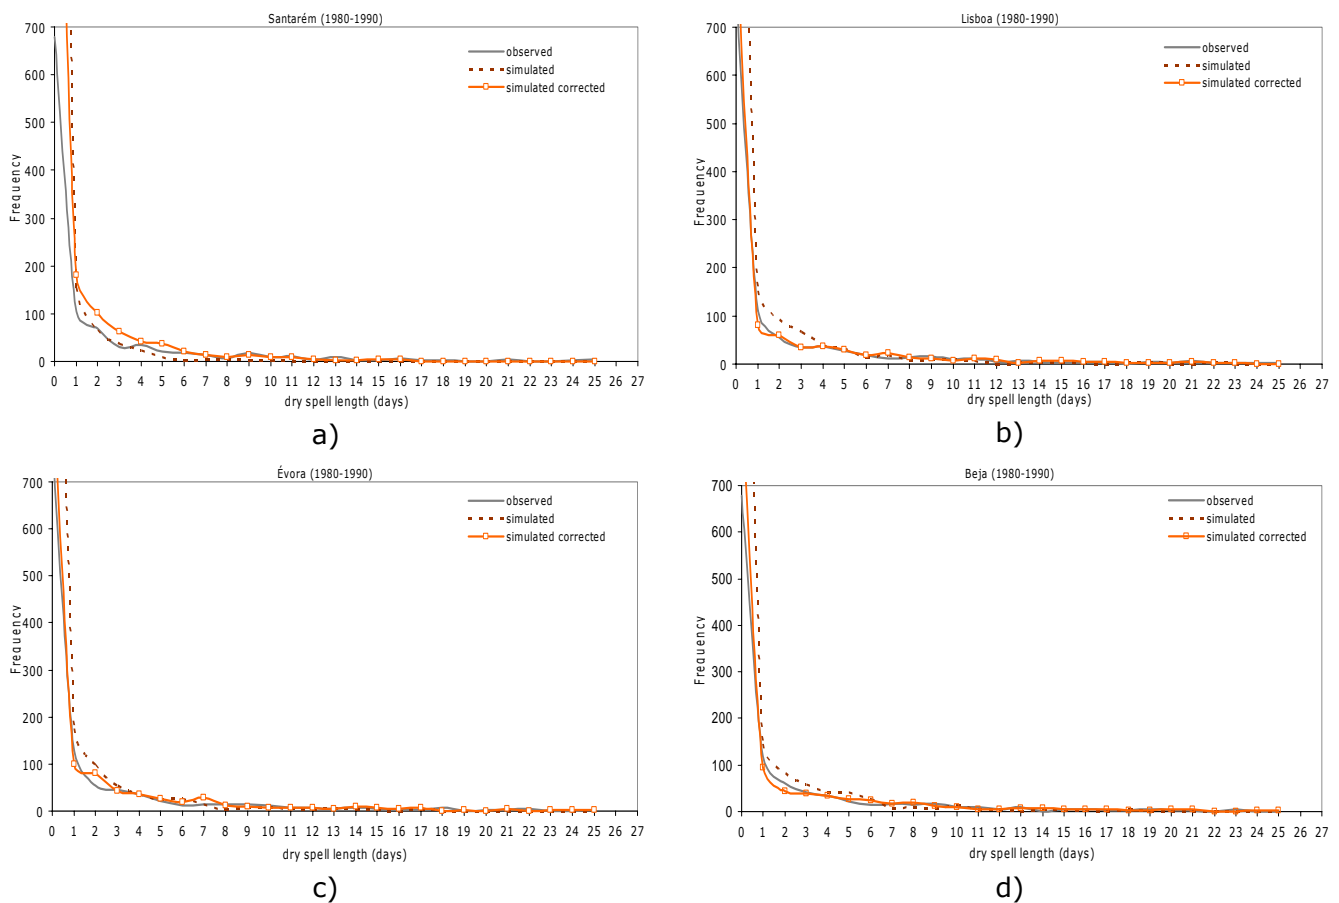 Santarém (1980-1990)
700
600
500
400
300
200
100
0
Frequency
observed
simulated
simulated corrected
0 1 2 3 4 5 6 7 8 9 10 11 12 13 14 15 16 17 18 19 20 21 22 23 24 25 26 27
dry spell length (days)
a)
Lisboa (1980-1990)
700
600
500
400
300
200
100
0
Frequency
observed
simulated
simulated corrected
0 1 2 3 4 5 6 7 8 9 10 11 12 13 14 15 16 17 18 19 20 21 22 23 24 25 26 27
dry spell length (days)
b)
Évora (1980-1990)
700
600
500
400
300
200
100
0
Frequency
observed
simulated
simulated corrected
0 1 2 3 4 5 6 7 8 9 10 11 12 13 14 15 16 17 18 19 20 21 22 23 24 25 26 27
dry spell length (days)
c)
Beja (1980-1990)
700
600
500
400
300
200
100
0
Frequency
observed
simulated
simulated corrected
0 1 2 3 4 5 6 7 8 9 10 11 12 13 14 15 16 17 18 19 20 21 22 23 24 25 26 27
dry spell length (days)
d)